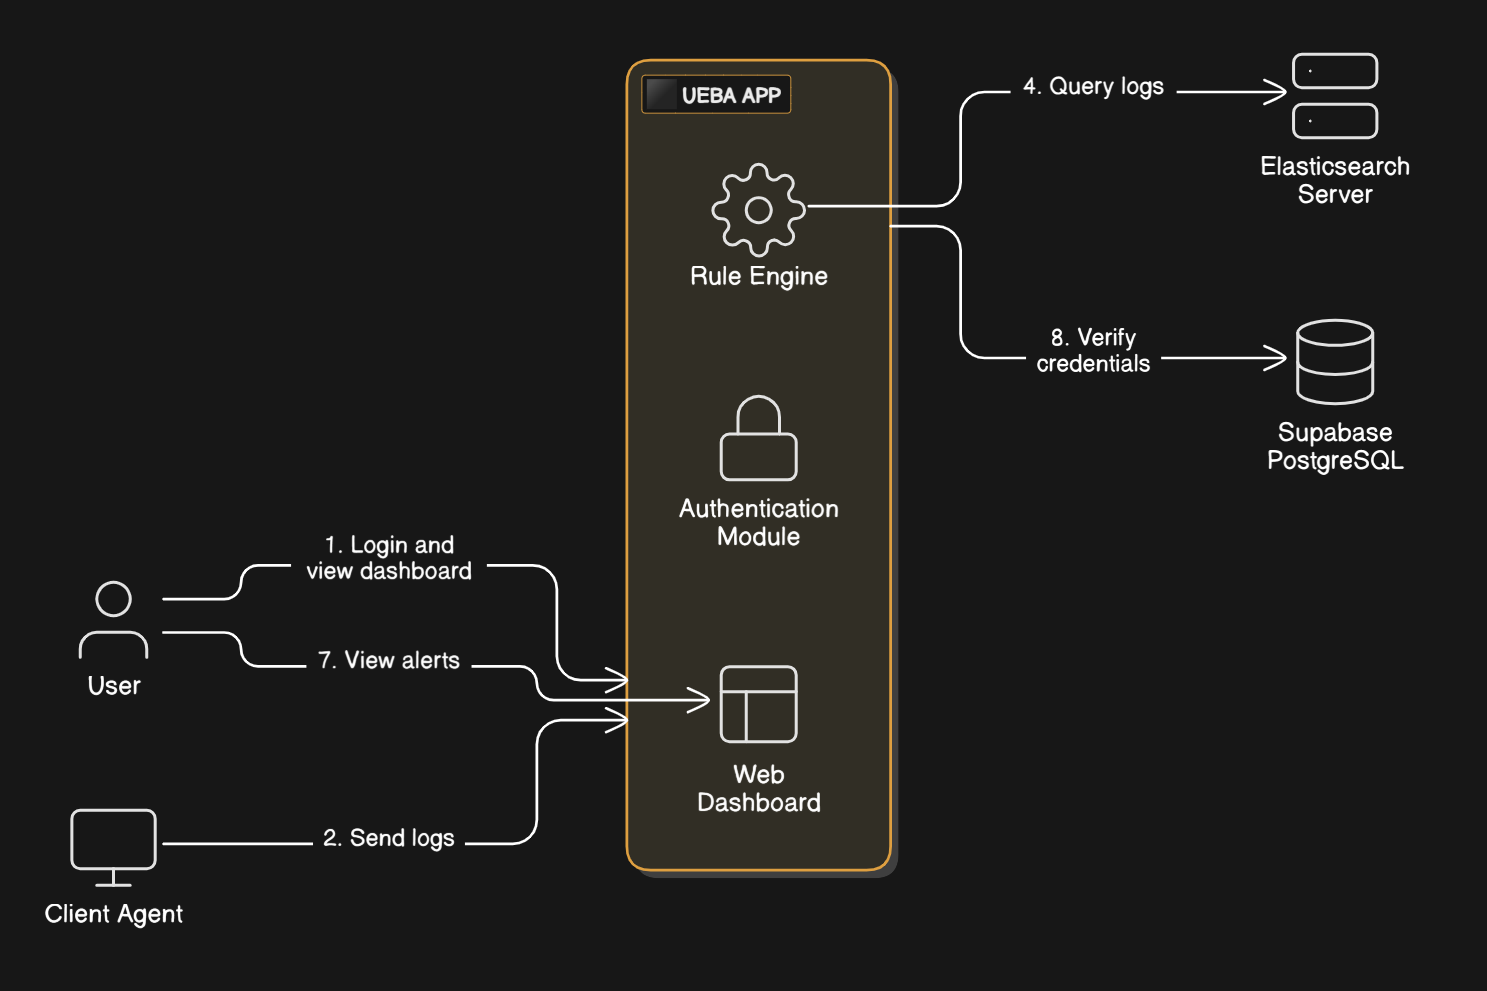 UEBA APP
4. Query logs
Elasticsearch
Server
Rule Engine
8. Verify
credentials
Supabase
PostgreSQL
Authentication
Module
1. Login and
view dashboard
7. View alerts
User
Web
Dashboard
2. Send logs
Client Agent